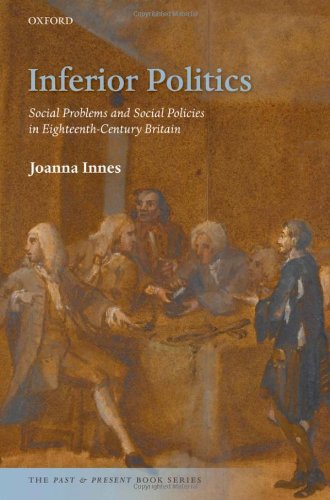 OXFORD
Inferior Politics
Social Problems and Social Policies
in Eighteenth-Century Britain
Joanna Innes
THE PAST & PRESENT BOOK SERIES